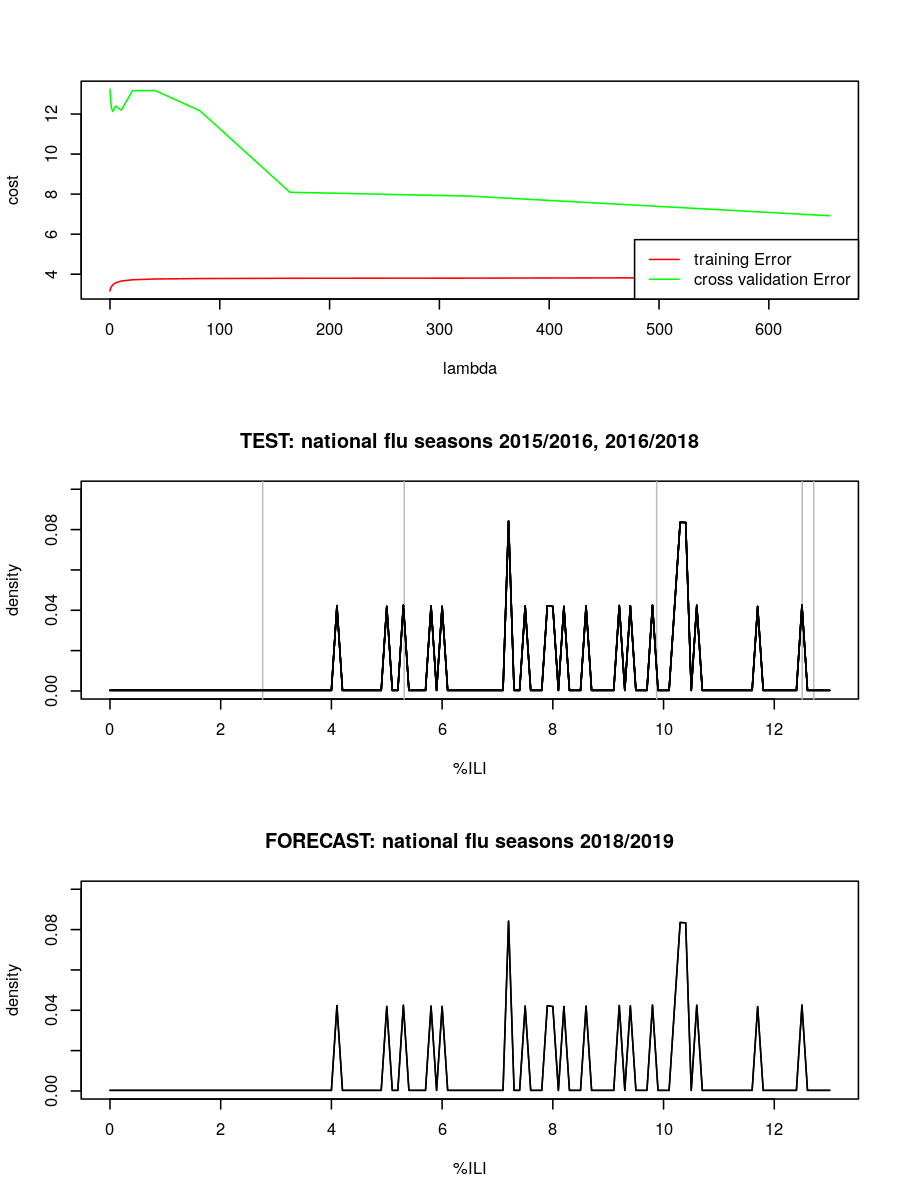 12
10
8
6
4
cost
training Error
cross validation Error
0 100 200 300 400 500 600
lambda
TEST: national flu seasons 2015/2016, 2016/2018
0.08
0.04
0.00
density
0 2 4 6 8 10 12
%ILI
FORECAST: national flu seasons 2018/2019
0.08
0.04
0.00
density
0 2 4 6 8 10 12
%ILI